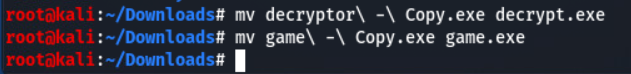 root@kali:~/Downloads# mv decryptor\ -\ Copy.exe decrypt.exe
root@kali:~/Downloads# mv game\ -\ Copy.exe game.exe
root@kali:~/Downloads#